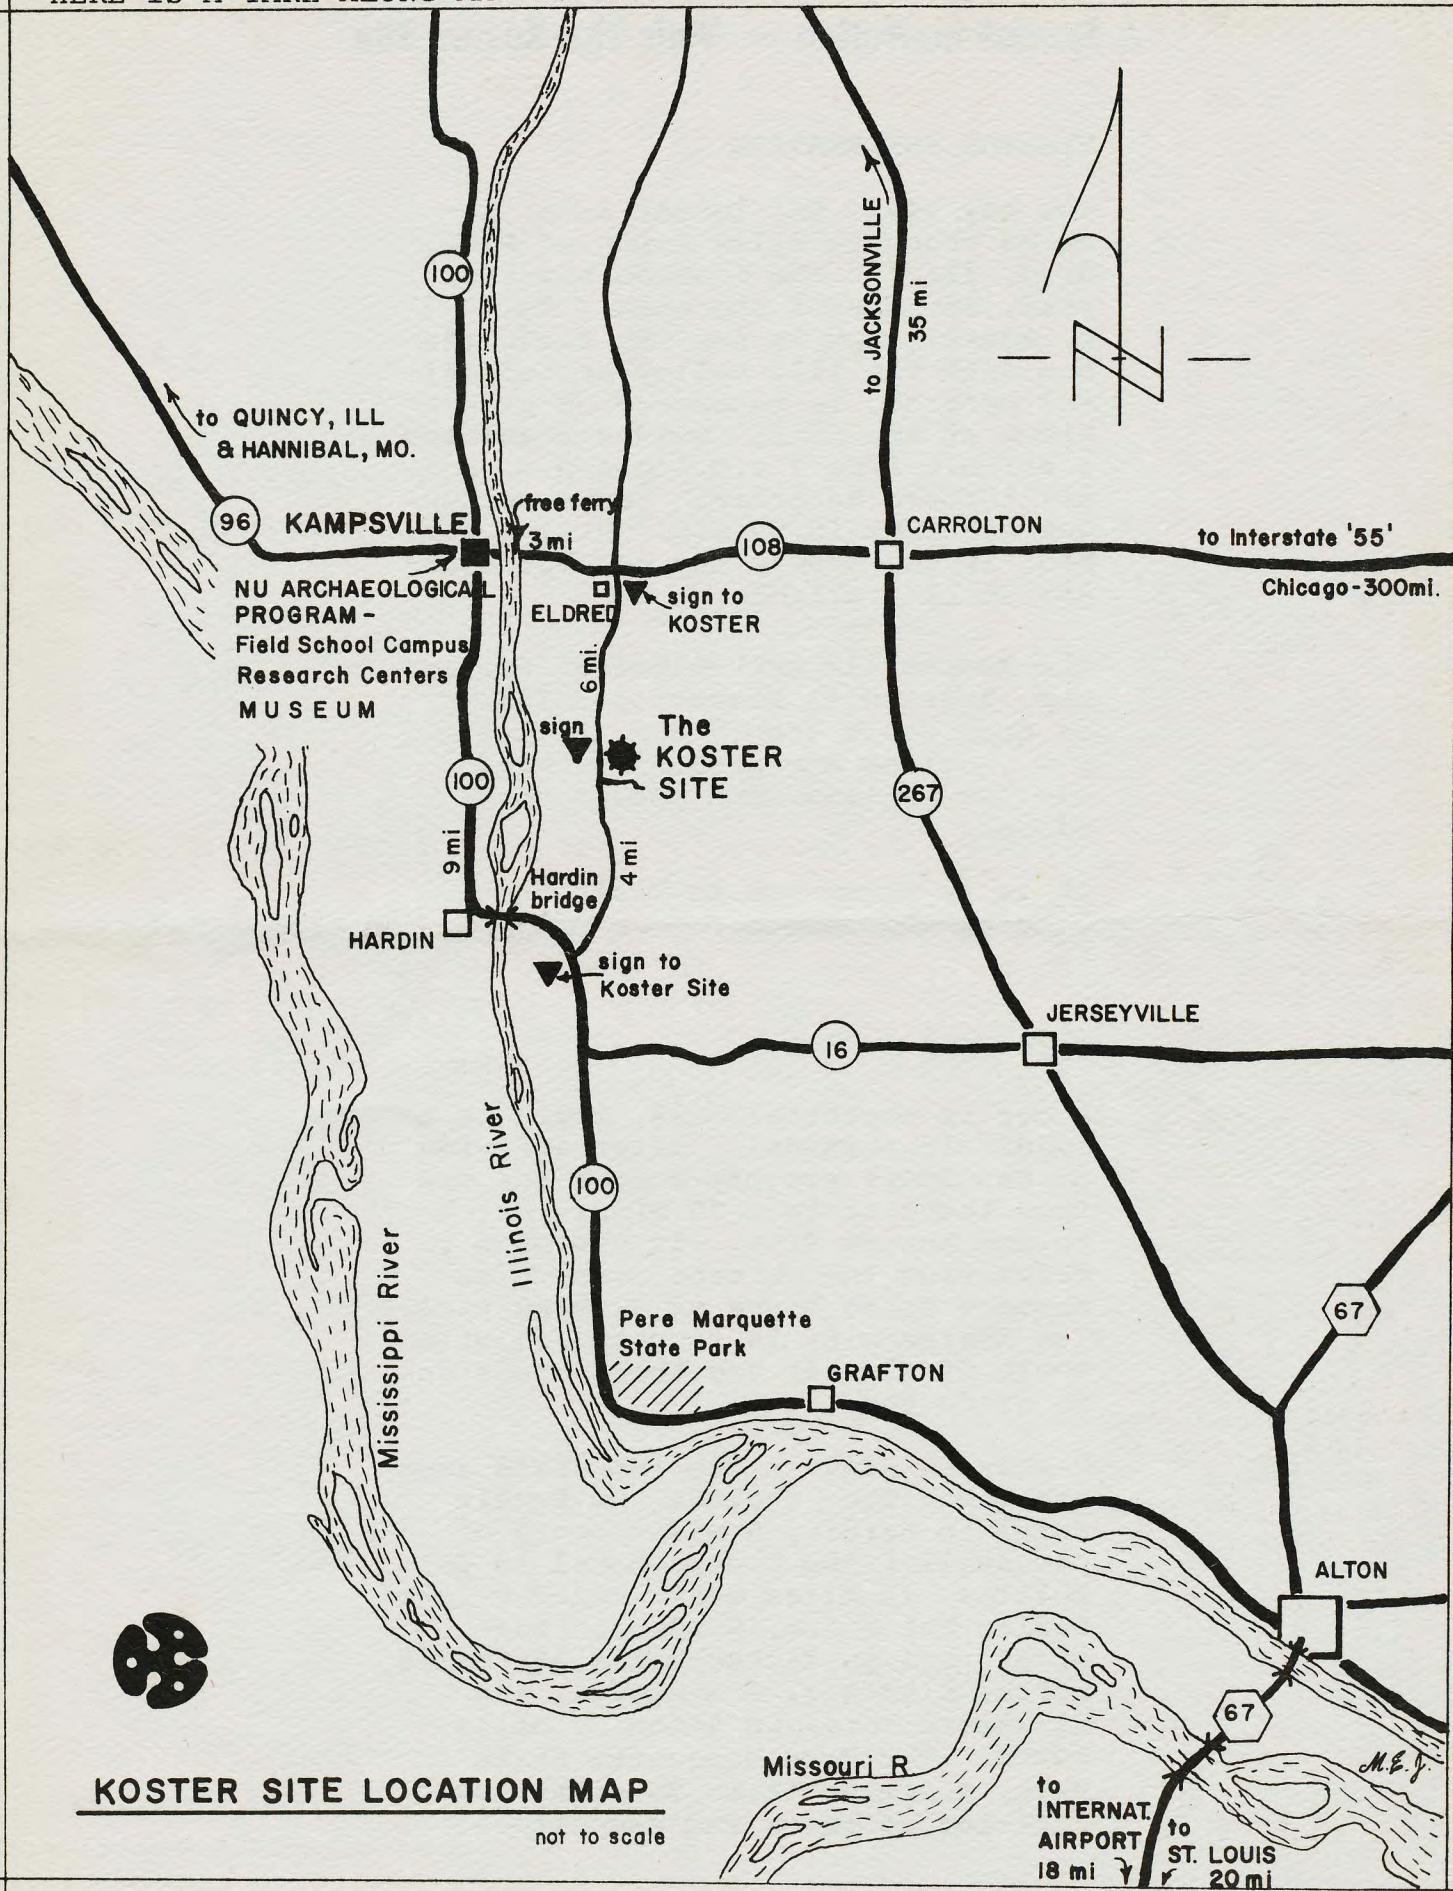 100
to JACKSONVILLE
35 mi
N
to QUINCY, ILL
& HANNIBAL, MO.
96
KAMPSVILLE
free ferry
3 mi
108
CARROLTON
to Interstate '55'
Chicago-300mi.
NU ARCHAEOLOGICAL
PROGRAM-
Field School Campus
Research Centers
MUSEUM
ELDRED
sign to
KOSTER
6 mi.
sign
The
KOSTER
SITE
100
267
9 mi
4 mi
Hardin
bridge
HARDIN
sign to
Koster Site
JERSEYVILLE
16
Illinois River
100
Mississippi River
67
Pere Marquette
State Park
GRAFTON
ALTON
67
Missouri R.
M.E.J.
KOSTER SITE LOCATION MAP
not to scale
to
INTERNAT.
AIRPORT
18 mi
to
ST. LOUIS
20 mi